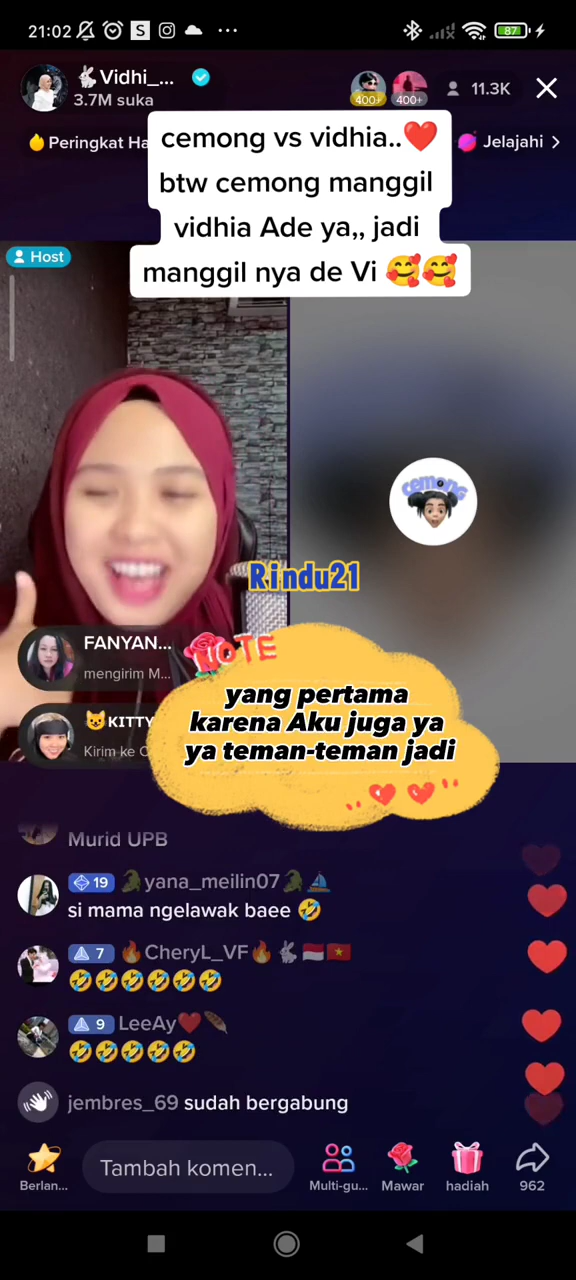 21:02
87
Vidhi_...
3.7M suka
400+
400+
11.3K
Peringkat Ha
Jelajahi >
cemong vs vidhia..❤️
btw cemong manggil
vidhia Ade ya,, jadi
manggil nya de Vi 🥰🥰
Host
cemong
Rindu21
FANYAN...
mengirim M...
NOTE
😺KITTY
Kirim ke C
yang pertama
karena Aku juga ya
ya teman-teman jadi
Murid UPB
19 🐊yana_meilin07🐊⛵
si mama ngelawak baee 🤣
7 🔥CheryL_VF🔥🐇🇮🇩🇻🇳
🤣🤣🤣🤣🤣🤣
9 LeeAy❤️🪶
🤣🤣🤣🤣🤣
jembres_69 sudah bergabung
Berlan...
Tambah komen...
Multi-gu...
Mawar
hadiah
962